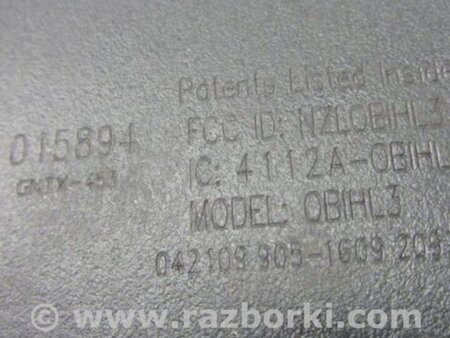 Patents Listed Inside
015894
GNTX-453
FCC ID: NZLOBIHL3
IC: 4112A-OBIHL
MODEL: OBIHL3
042109 905-1609 209
© www.razborki.com